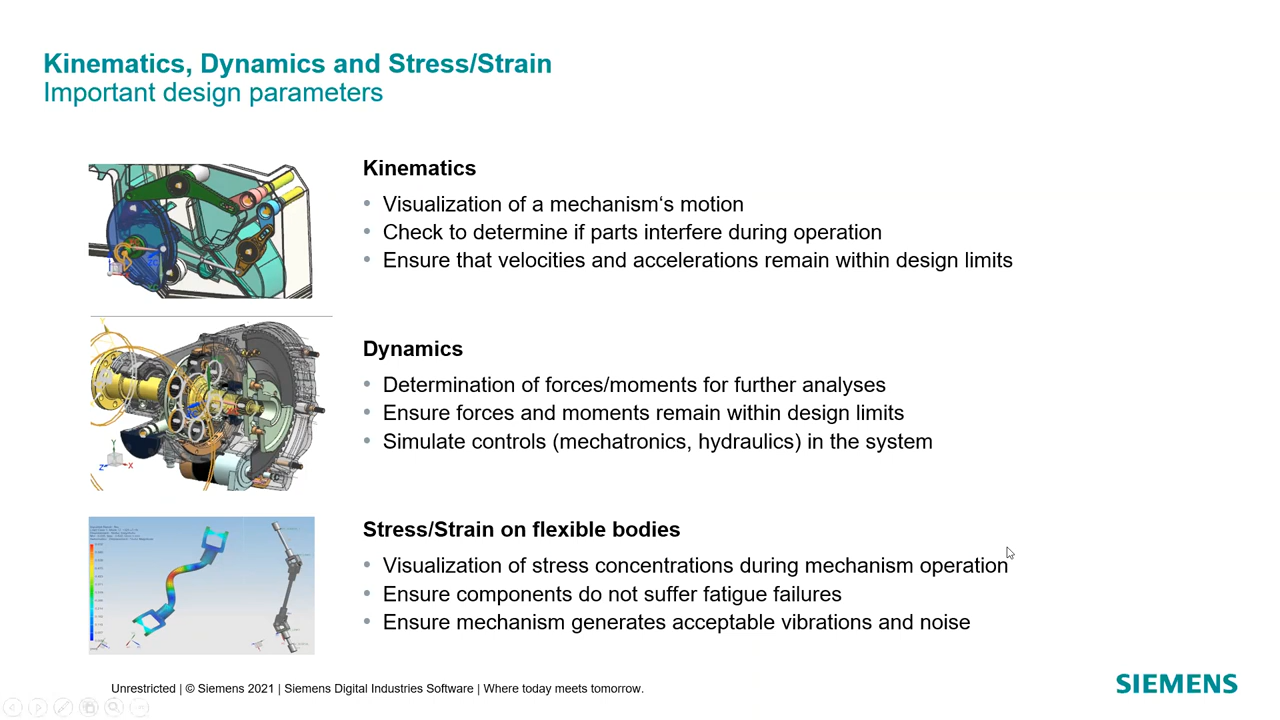 Kinematics, Dynamics and Stress/Strain
Important design parameters
Kinematics
• Visualization of a mechanism‘s motion
• Check to determine if parts interfere during operation
• Ensure that velocities and accelerations remain within design limits
Dynamics
• Determination of forces/moments for further analyses
• Ensure forces and moments remain within design limits
• Simulate controls (mechatronics, hydraulics) in the system
Y
Z
X
Stress/Strain on flexible bodies
• Visualization of stress concentrations during mechanism operation
• Ensure components do not suffer fatigue failures
• Ensure mechanism generates acceptable vibrations and noise
Unrestricted | © Siemens 2021 | Siemens Digital Industries Software | Where today meets tomorrow.
SIEMENS